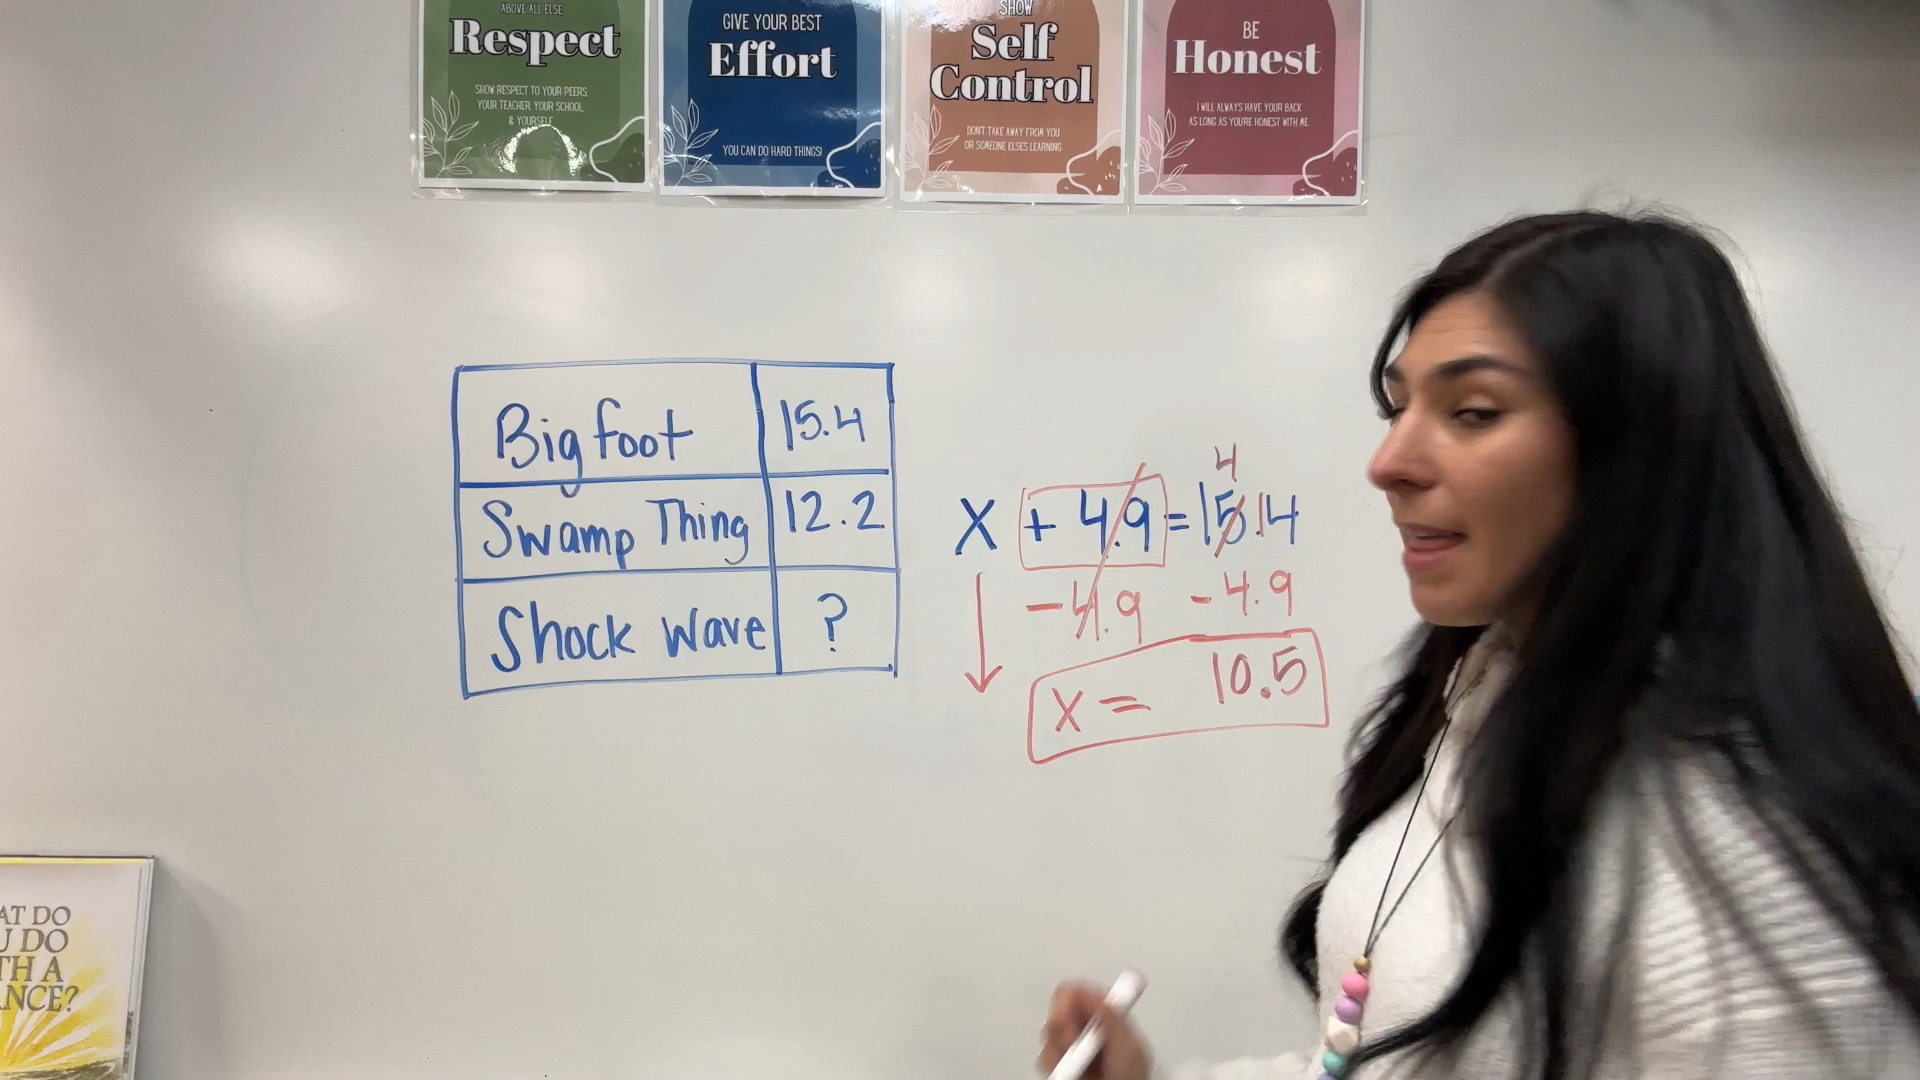 ABOVE ALL ELSE
Respect
SHOW RESPECT TO YOUR PEERS,
YOUR TEACHER, YOUR SCHOOL,
& YOURSELF
GIVE YOUR BEST
Effort
YOU CAN DO HARD THINGS!
SHOW
Self
Control
DON'T TAKE AWAY FROM YOU
OR SOMEONE ELSES LEARNING
BE
Honest
I WILL ALWAYS HAVE YOUR BACK
AS LONG AS YOU'RE HONEST WITH ME
Bigfoot 15.4
Swamp Thing 12.2
Shock Wave ?
4
X + 4.9 = 15.14
- 4.9 - 4.9
X = 10.5
AT DO
U DO
TH A
ANCE?